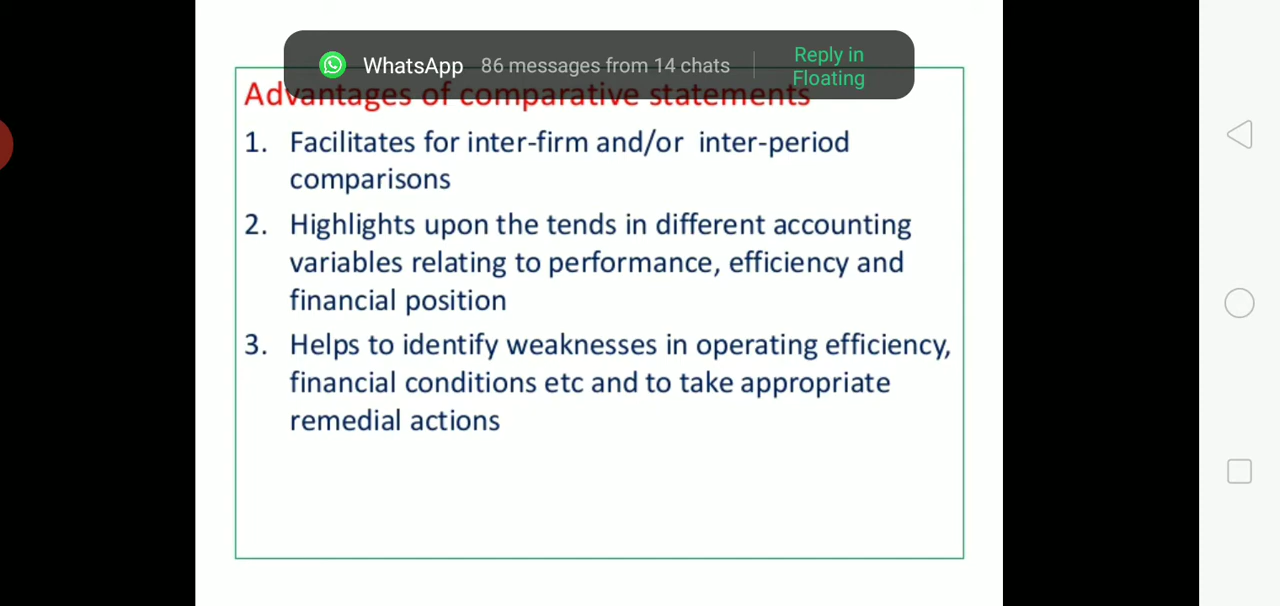 WhatsApp 86 messages from 14 chats
Reply in
Floating
Advantages of comparative statements
1. Facilitates for inter-firm and/or inter-period
comparisons
2. Highlights upon the tends in different accounting
variables relating to performance, efficiency and
financial position
3. Helps to identify weaknesses in operating efficiency,
financial conditions etc and to take appropriate
remedial actions